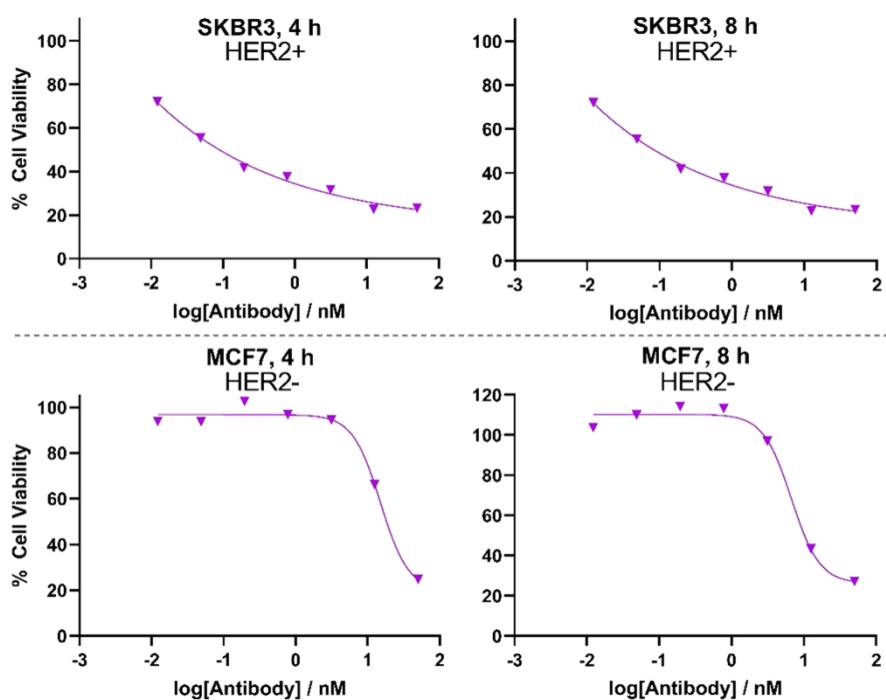 SKBR3, 4 h
HER2+
% Cell Viability
100
80
60
40
20
0
-3 -2 -1 0 1 2
log[Antibody] / nM
SKBR3, 8 h
HER2+
100
80
60
40
20
0
-3 -2 -1 0 1 2
log[Antibody] / nM
MCF7, 4 h
HER2-
% Cell Viability
100
80
60
40
20
0
-3 -2 -1 0 1 2
log[Antibody] / nM
MCF7, 8 h
HER2-
120
100
80
60
40
20
0
-3 -2 -1 0 1 2
log[Antibody] / nM